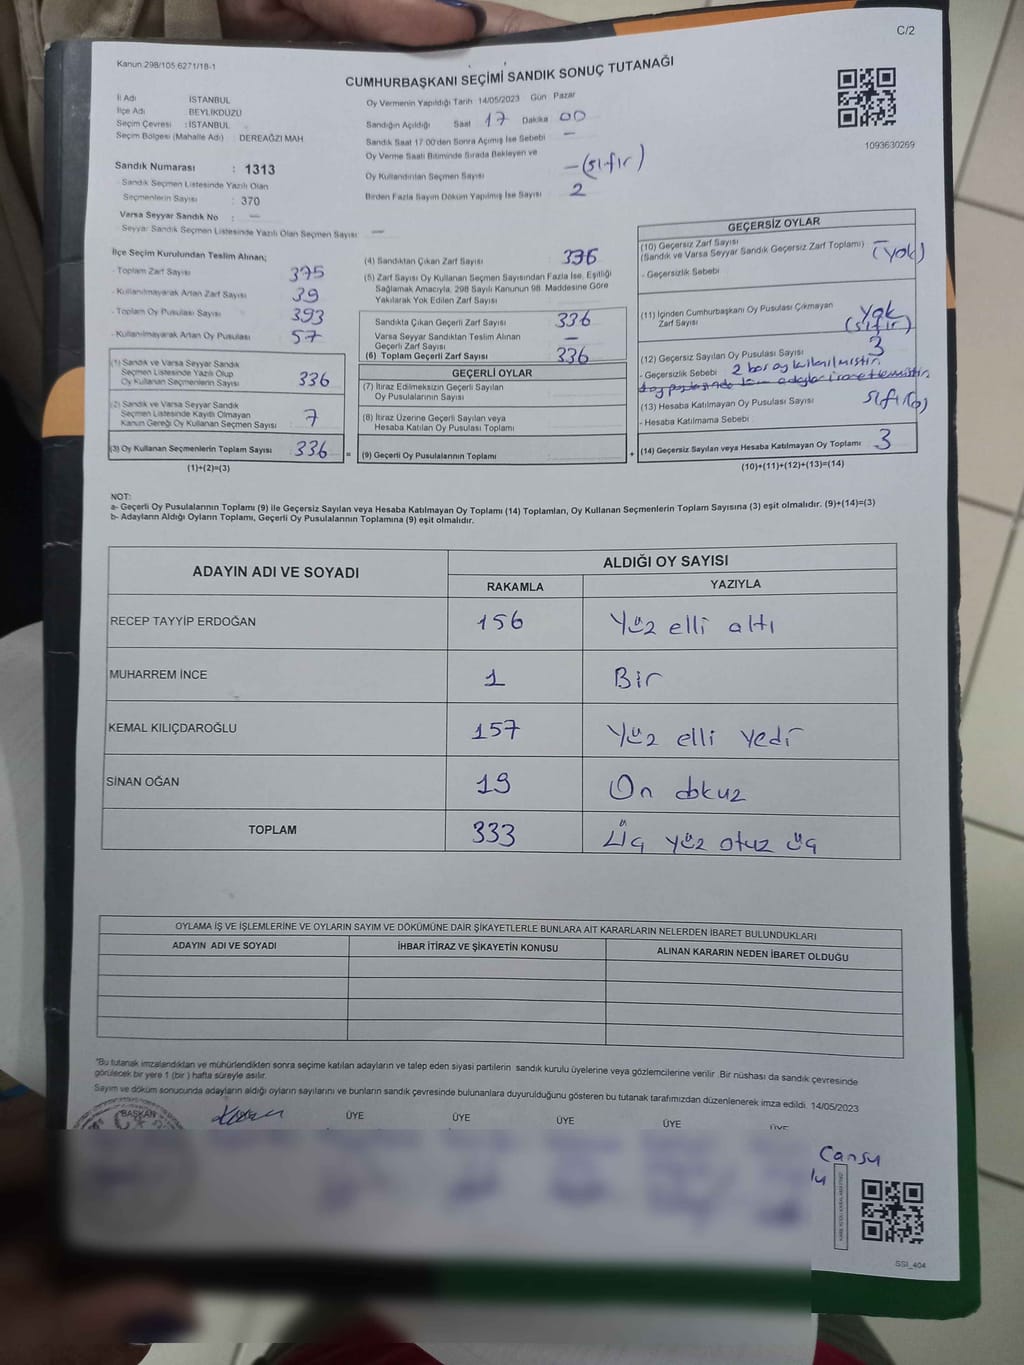 C/2
Kanun:298/105,6271/18-1
CUMHURBAŞKANI SEÇİMİ SANDIK SONUÇ TUTANAĞI
İl Adı : İSTANBUL
İlçe Adı : BEYLİKDÜZÜ
Seçim Çevresi : İSTANBUL
Seçim Bölgesi (Mahalle Adı) : DEREAĞZI MAH
Sandık Numarası : 1313
- Sandık Seçmen Listesinde Yazılı Olan
Seçmenlerin Sayısı : 370
Varsa Seyyar Sandık No : —
- Seyyar Sandık Seçmen Listesinde Yazılı Olan Seçmen Sayısı : —
Oy Vermenin Yapıldığı Tarih 14/05/2023 Gün Pazar
Sandığın Açıldığı Saat 17 Dakika 00
Sandık Saat 17:00'den Sonra Açımış İse Sebebi —
Oy Verme Saati Bitiminde Sırada Bekleyen ve
Oy Kullandırılan Seçmen Sayısı — (sıfır)
Birden Fazla Sayım Döküm Yapılmış İse Sayısı 2
1093630269
İlçe Seçim Kurulundan Teslim Alınan;
- Toplam Zarf Sayısı 375
- Kullanılmayarak Artan Zarf Sayısı 39
- Toplam Oy Pusulası Sayısı 393
- Kullanılmayarak Artan Oy Pusulası 57
(1) Sandık ve Varsa Seyyar Sandık
Seçmen Listesinde Yazılı Olup
Oy Kullanan Seçmenlerin Sayısı 336
(2) Sandık ve Varsa Seyyar Sandık
Seçmen Listesinde Kayıtlı Olmayan
Kanun Gereği Oy Kullanan Seçmen Sayısı 7
(3) Oy Kullanan Seçmenlerin Toplam Sayısı 336 =
(1)+(2)=(3)
(4) Sandıktan Çıkan Zarf Sayısı 336
(5) Zarf Sayısı Oy Kullanan Seçmen Sayısından Fazla İse, Eşitliği
Sağlamak Amacıyla, 298 Sayılı Kanunun 98. Maddesine Göre
Yakılarak Yok Edilen Zarf Sayısı
Sandıkta Çıkan Geçerli Zarf Sayısı 336
Varsa Seyyar Sandıktan Teslim Alınan
Geçerli Zarf Sayısı —
(6) Toplam Geçerli Zarf Sayısı 336
GEÇERLİ OYLAR
(7) İtiraz Edilmeksizin Geçerli Sayılan
Oy Pusulalarının Sayısı
(8) İtiraz Üzerine Geçerli Sayılan veya
Hesaba Katılan Oy Pusulası Toplamı
(9) Geçerli Oy Pusulalarının Toplamı +
GEÇERSİZ OYLAR
(10) Geçersiz Zarf Sayısı
(Sandık ve Varsa Seyyar Sandık Geçersiz Zarf Toplamı) (yok)
- Geçersizlik Sebebi
(11) İçinden Cumhurbaşkanı Oy Pusulası Çıkmayan
Zarf Sayısı Yok (sıfır)
(12) Geçersiz Sayılan Oy Pusulası Sayısı 3
- Geçersizlik Sebebi 2 boş oy kullanılmıştır.
(13) Hesaba Katılmayan Oy Pusulası Sayısı sıfır(0)
- Hesaba Katılmama Sebebi
(14) Geçersiz Sayılan veya Hesaba Katılmayan Oy Toplamı 3
(10)+(11)+(12)+(13)=(14)
NOT:
a- Geçerli Oy Pusulalarının Toplamı (9) ile Geçersiz Sayılan veya Hesaba Katılmayan Oy Toplamı (14) Toplamları, Oy Kullanan Seçmenlerin Toplam Sayısına (3) eşit olmalıdır. (9)+(14)=(3)
b- Adayların Aldığı Oyların Toplamı, Geçerli Oy Pusulalarının Toplamına (9) eşit olmalıdır.
ADAYIN ADI VE SOYADI ALDIĞI OY SAYISI
RAKAMLA YAZIYLA
RECEP TAYYİP ERDOĞAN 156 Yüz elli altı
MUHARREM İNCE 1 Bir
KEMAL KILIÇDAROĞLU 157 Yüz elli yedi
SİNAN OĞAN 19 On dokuz
TOPLAM 333 Üç yüz otuz üç
OYLAMA İŞ VE İŞLEMLERİNE VE OYLARIN SAYIM VE DÖKÜMÜNE DAİR ŞİKAYETLERLE BUNLARA AİT KARARLARIN NELERDEN İBARET BULUNDUKLARI
ADAYIN ADI VE SOYADI İHBAR İTİRAZ VE ŞİKAYETİN KONUSU ALINAN KARARIN NEDEN İBARET OLDUĞU
"Bu tutanak imzalandıktan ve mühürlendikten sonra seçime katılan adayların ve talep eden siyasi partilerin sandık kurulu üyelerine veya gözlemcilerine verilir. Bir nüshası da sandık çevresinde
görülecek bir yere 1 (bir ) hafta süreyle asılır.
Sayım ve döküm sonucunda adayların aldığı oyların sayılarını ve bunların sandık çevresinde bulunanlara duyurulduğunu gösteren bu tutanak tarafımızdan düzenlenerek imza edildi. 14/05/2023
BAŞKAN ÜYE ÜYE ÜYE ÜYE ÜYE
Cansu
SSI_404